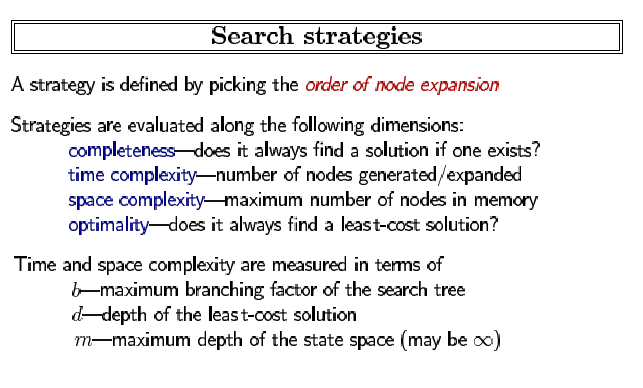 Search strategies
A strategy is defined by picking the order of node expansion
Strategies are evaluated along the following dimensions:
completeness—does it always find a solution if one exists?
time complexity—number of nodes generated/expanded
space complexity—maximum number of nodes in memory
optimality—does it always find a least-cost solution?
Time and space complexity are measured in terms of
b—maximum branching factor of the search tree
d—depth of the least-cost solution
m—maximum depth of the state space (may be ∞)